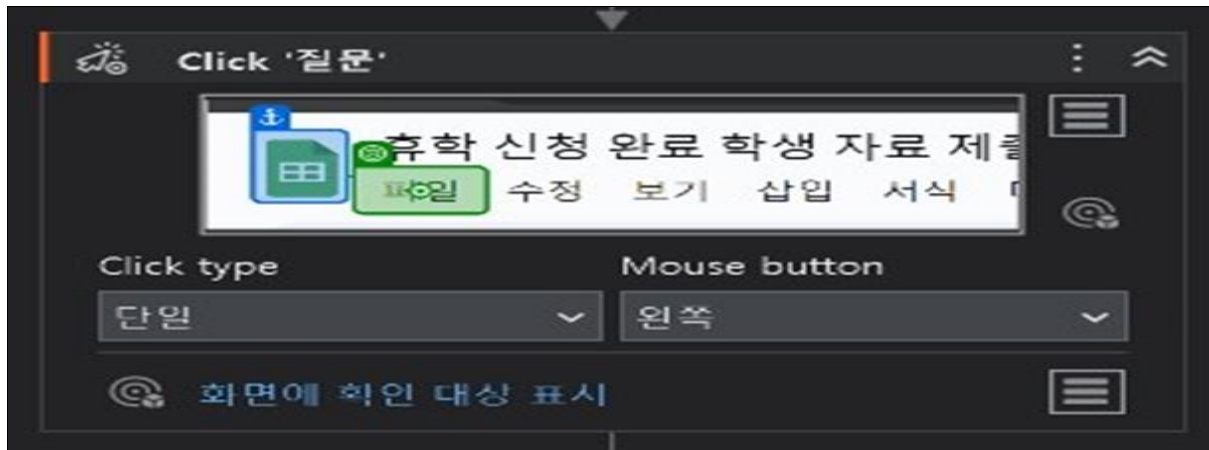 Click '질문'
휴학 신청 완료 학생 자료 제출
파일 수정 보기 삽입 서식
Click type
Mouse button
단일
왼쪽
화면에 확인 대상 표시